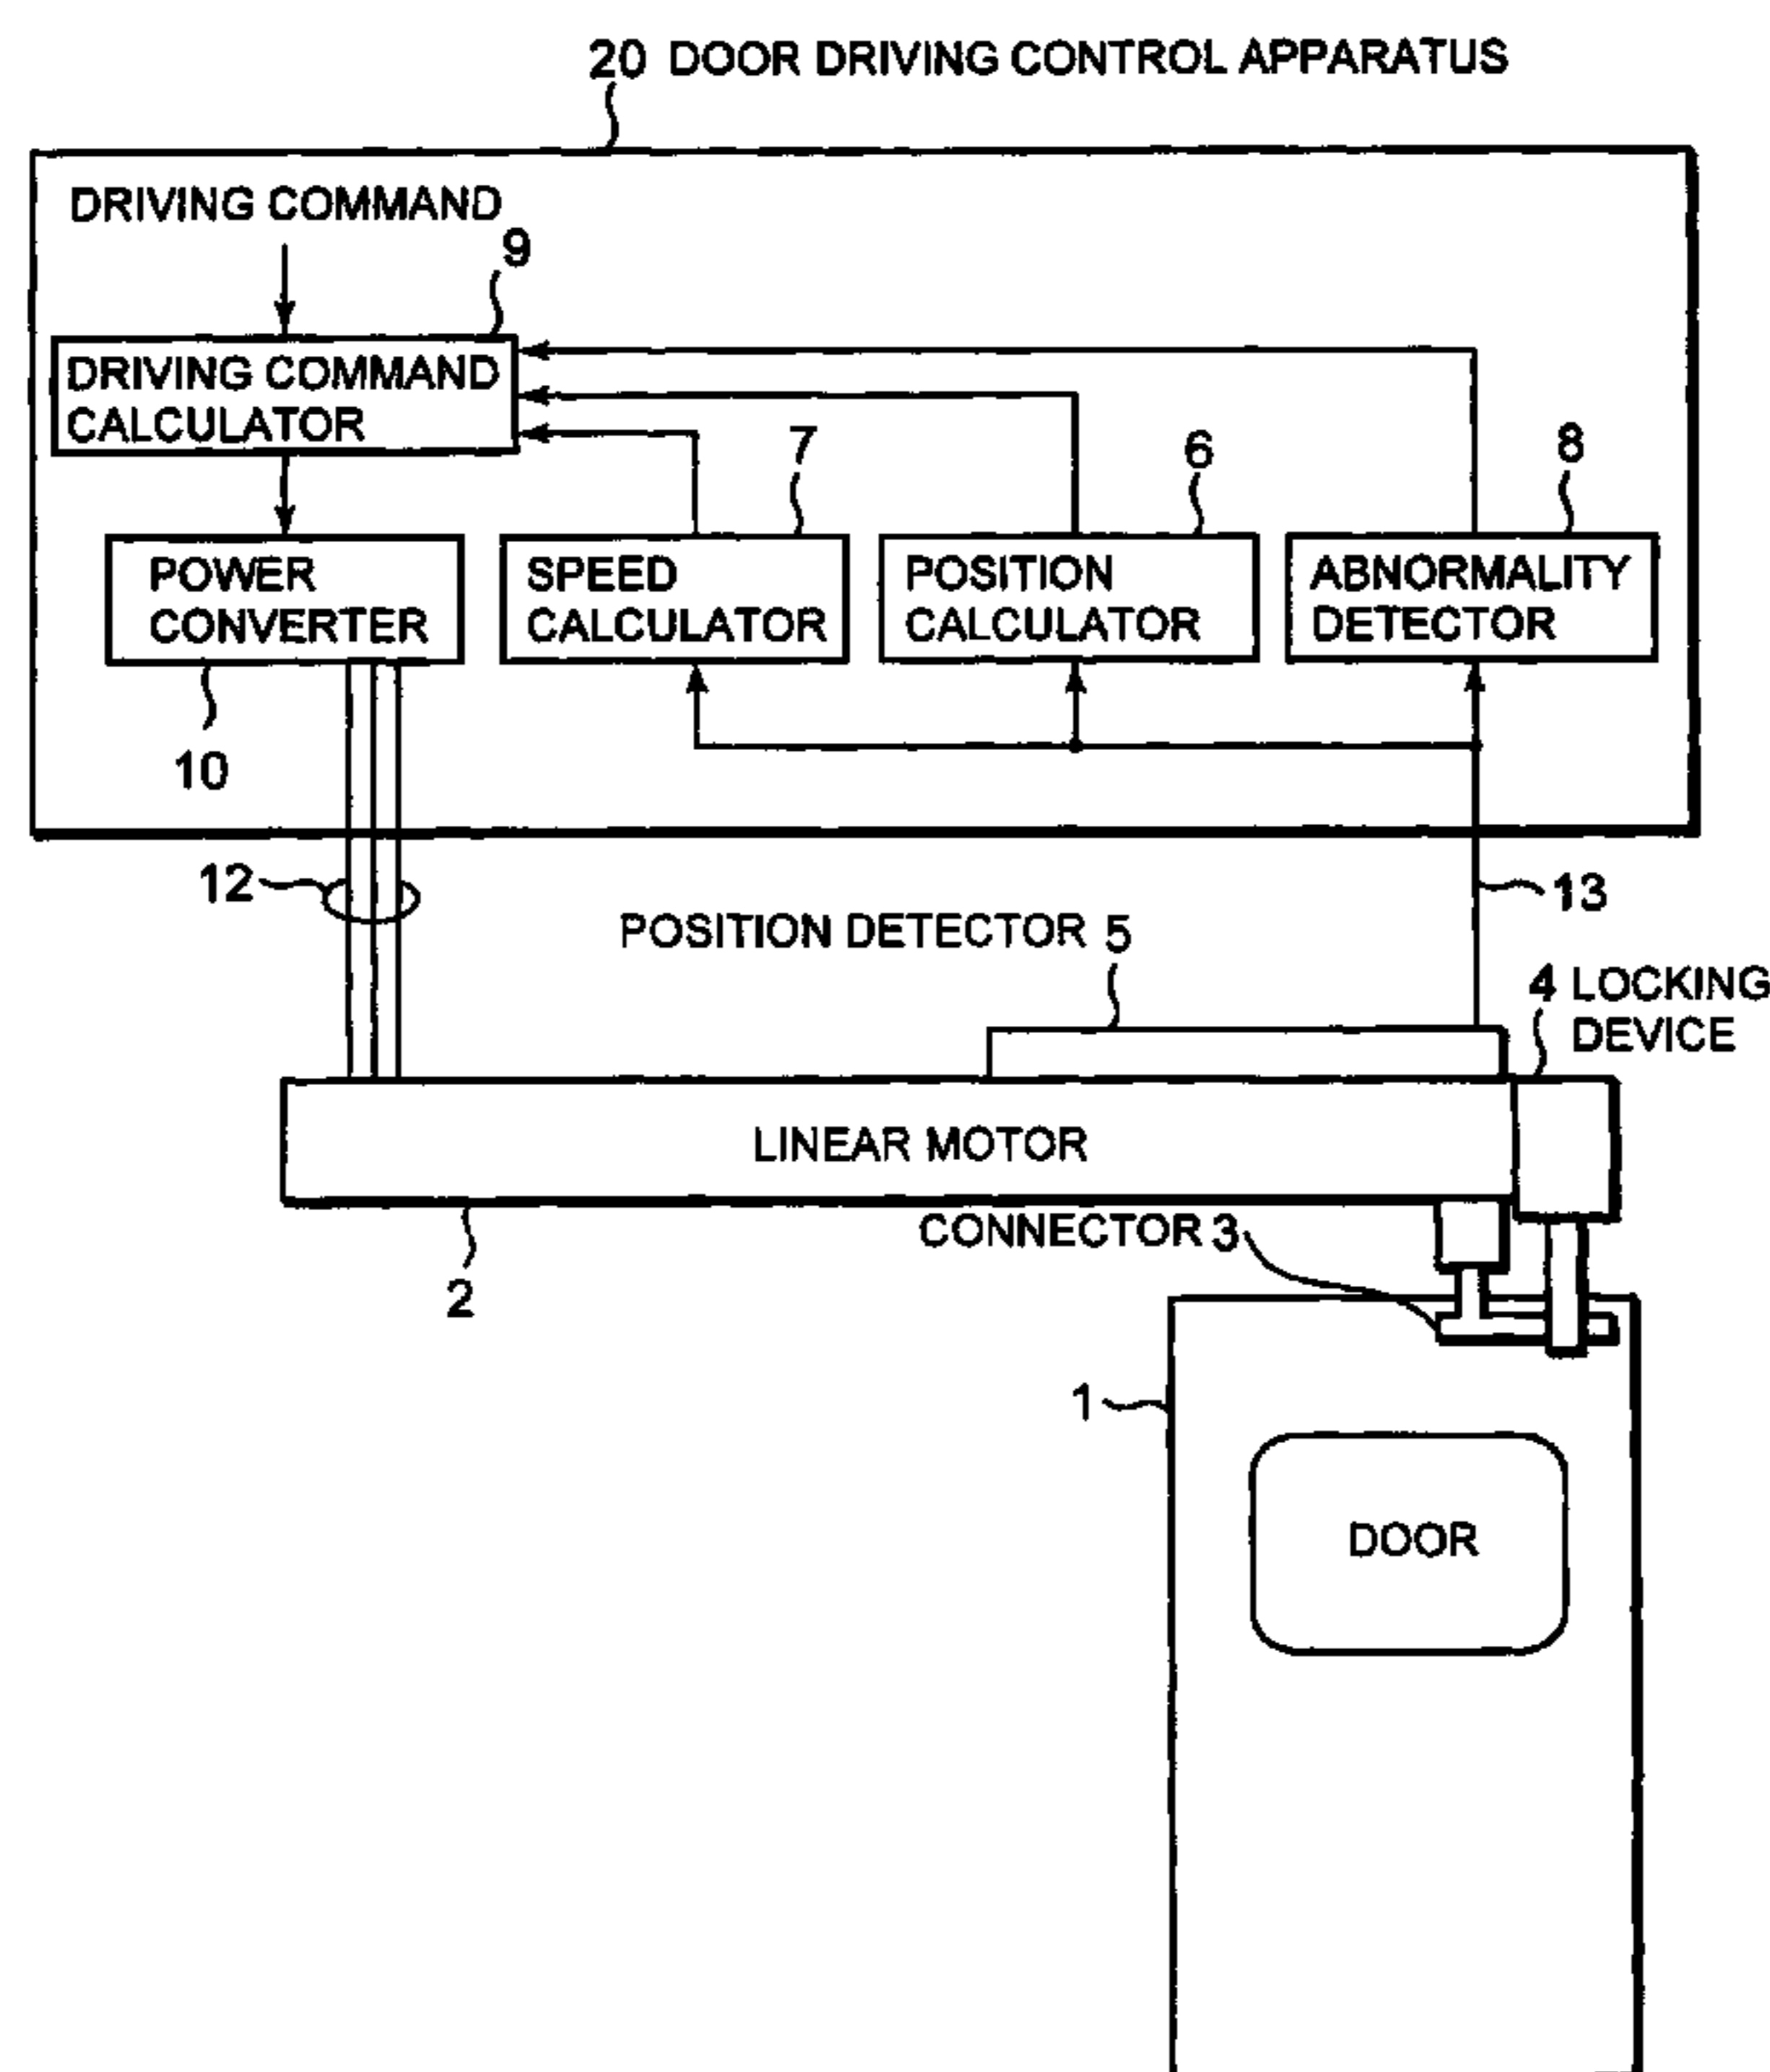 20 DOOR DRIVING CONTROL APPARATUS
DRIVING COMMAND
9
DRIVING COMMAND
CALCULATOR
7
6
8
POWER
CONVERTER
SPEED
CALCULATOR
POSITION
CALCULATOR
ABNORMALITY
DETECTOR
10
12
13
POSITION DETECTOR 5
4 LOCKING
DEVICE
LINEAR MOTOR
CONNECTOR 3
2
1
DOOR